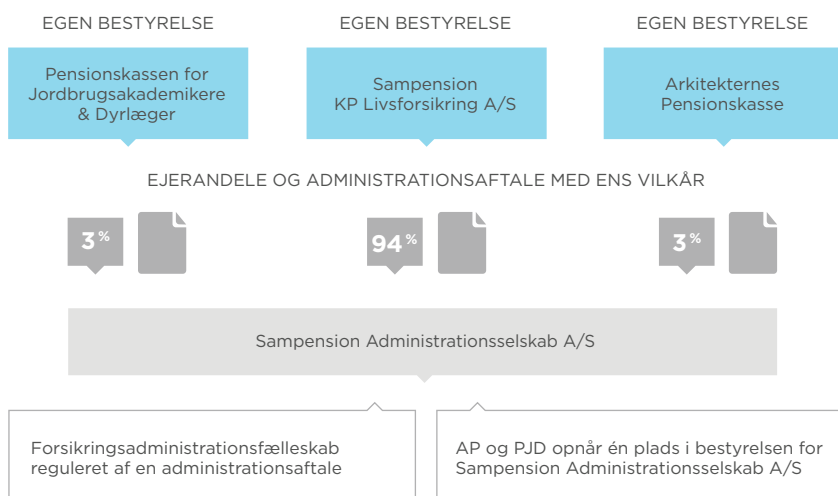 EGEN BESTYRELSE
EGEN BESTYRELSE
EGEN BESTYRELSE
Pensionskassen for
Jordbrugsakademikere
& Dyrlæger
Sampension
KP Livsforsikring A/S
Arkitekternes
Pensionskasse
EJERANDELE OG ADMINISTRATIONSAFTALE MED ENS VILKÅR
3 %
94 %
3 %
Sampension Administrationsselskab A/S
Forsikringsadministrationsfælleskab
reguleret af en administrationsaftale
AP og PJD opnår én plads i bestyrelsen for
Sampension Administrationsselskab A/S